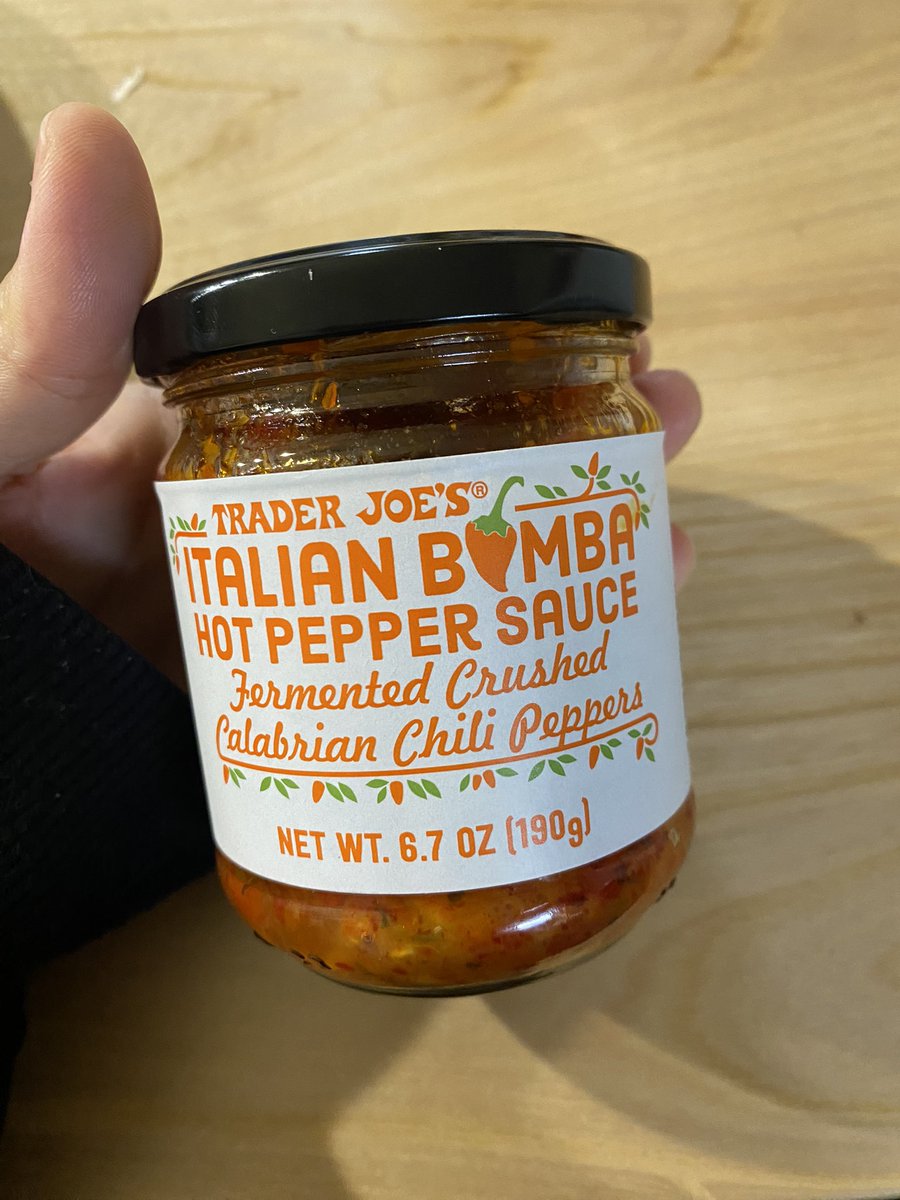 TRADER JOE'S®
ITALIAN BOMBA
HOT PEPPER SAUCE
Fermented Crushed
Calabrian Chili Peppers
NET WT. 6.7 OZ (190g)